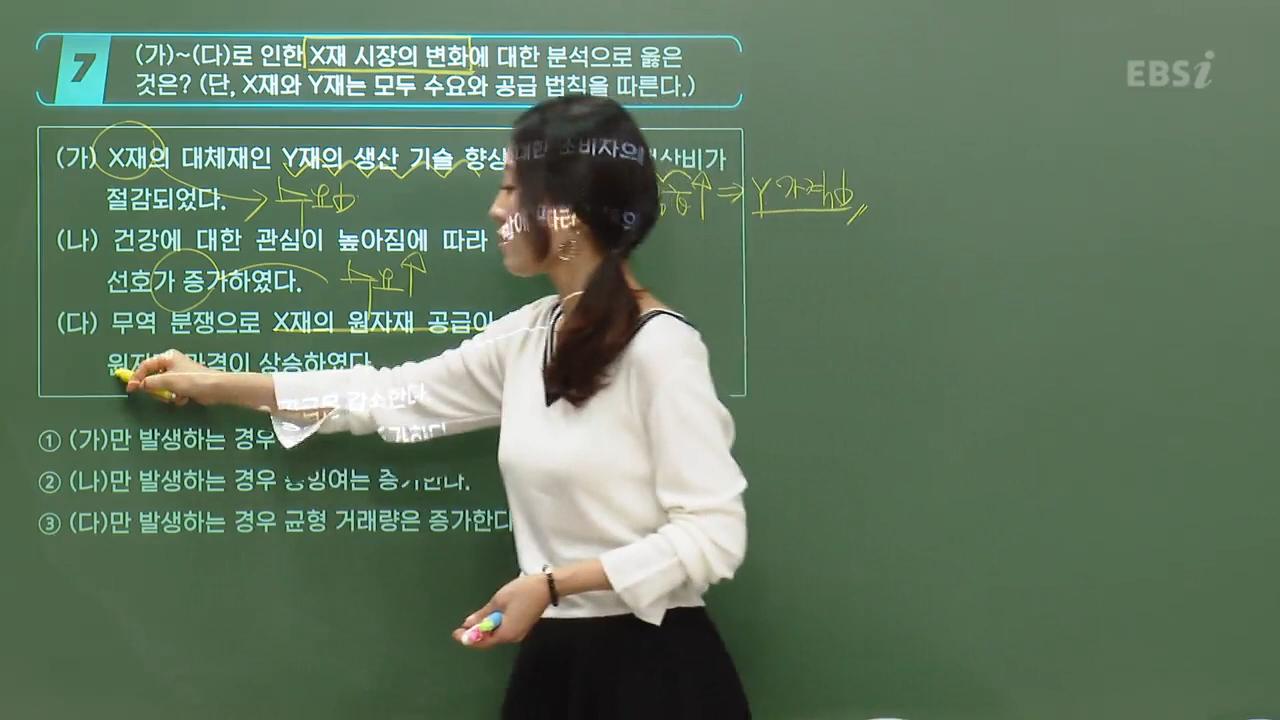 7
(가)~(다)로 인한 X재 시장의 변화에 대한 분석으로 옳은
것은? (단, X재와 Y재는 모두 수요와 공급 법칙을 따른다.)
EBSi
(가) X재의 대체재인 Y재의 생산 기술 향상
절감되었다. 수요↓
↑ ⇒ Y 가격↓
(나) 건강에 대한 관심이 높아짐에 따라
선호가 증가하였다. 수요↑
(다) 무역 분쟁으로 X재의 원자재 공급이
상승하였다
① (가)만 발생하는 경우
② (나)만 발생하는 경우
③ (다)만 발생하는 경우 균형 거래량은 증가한다